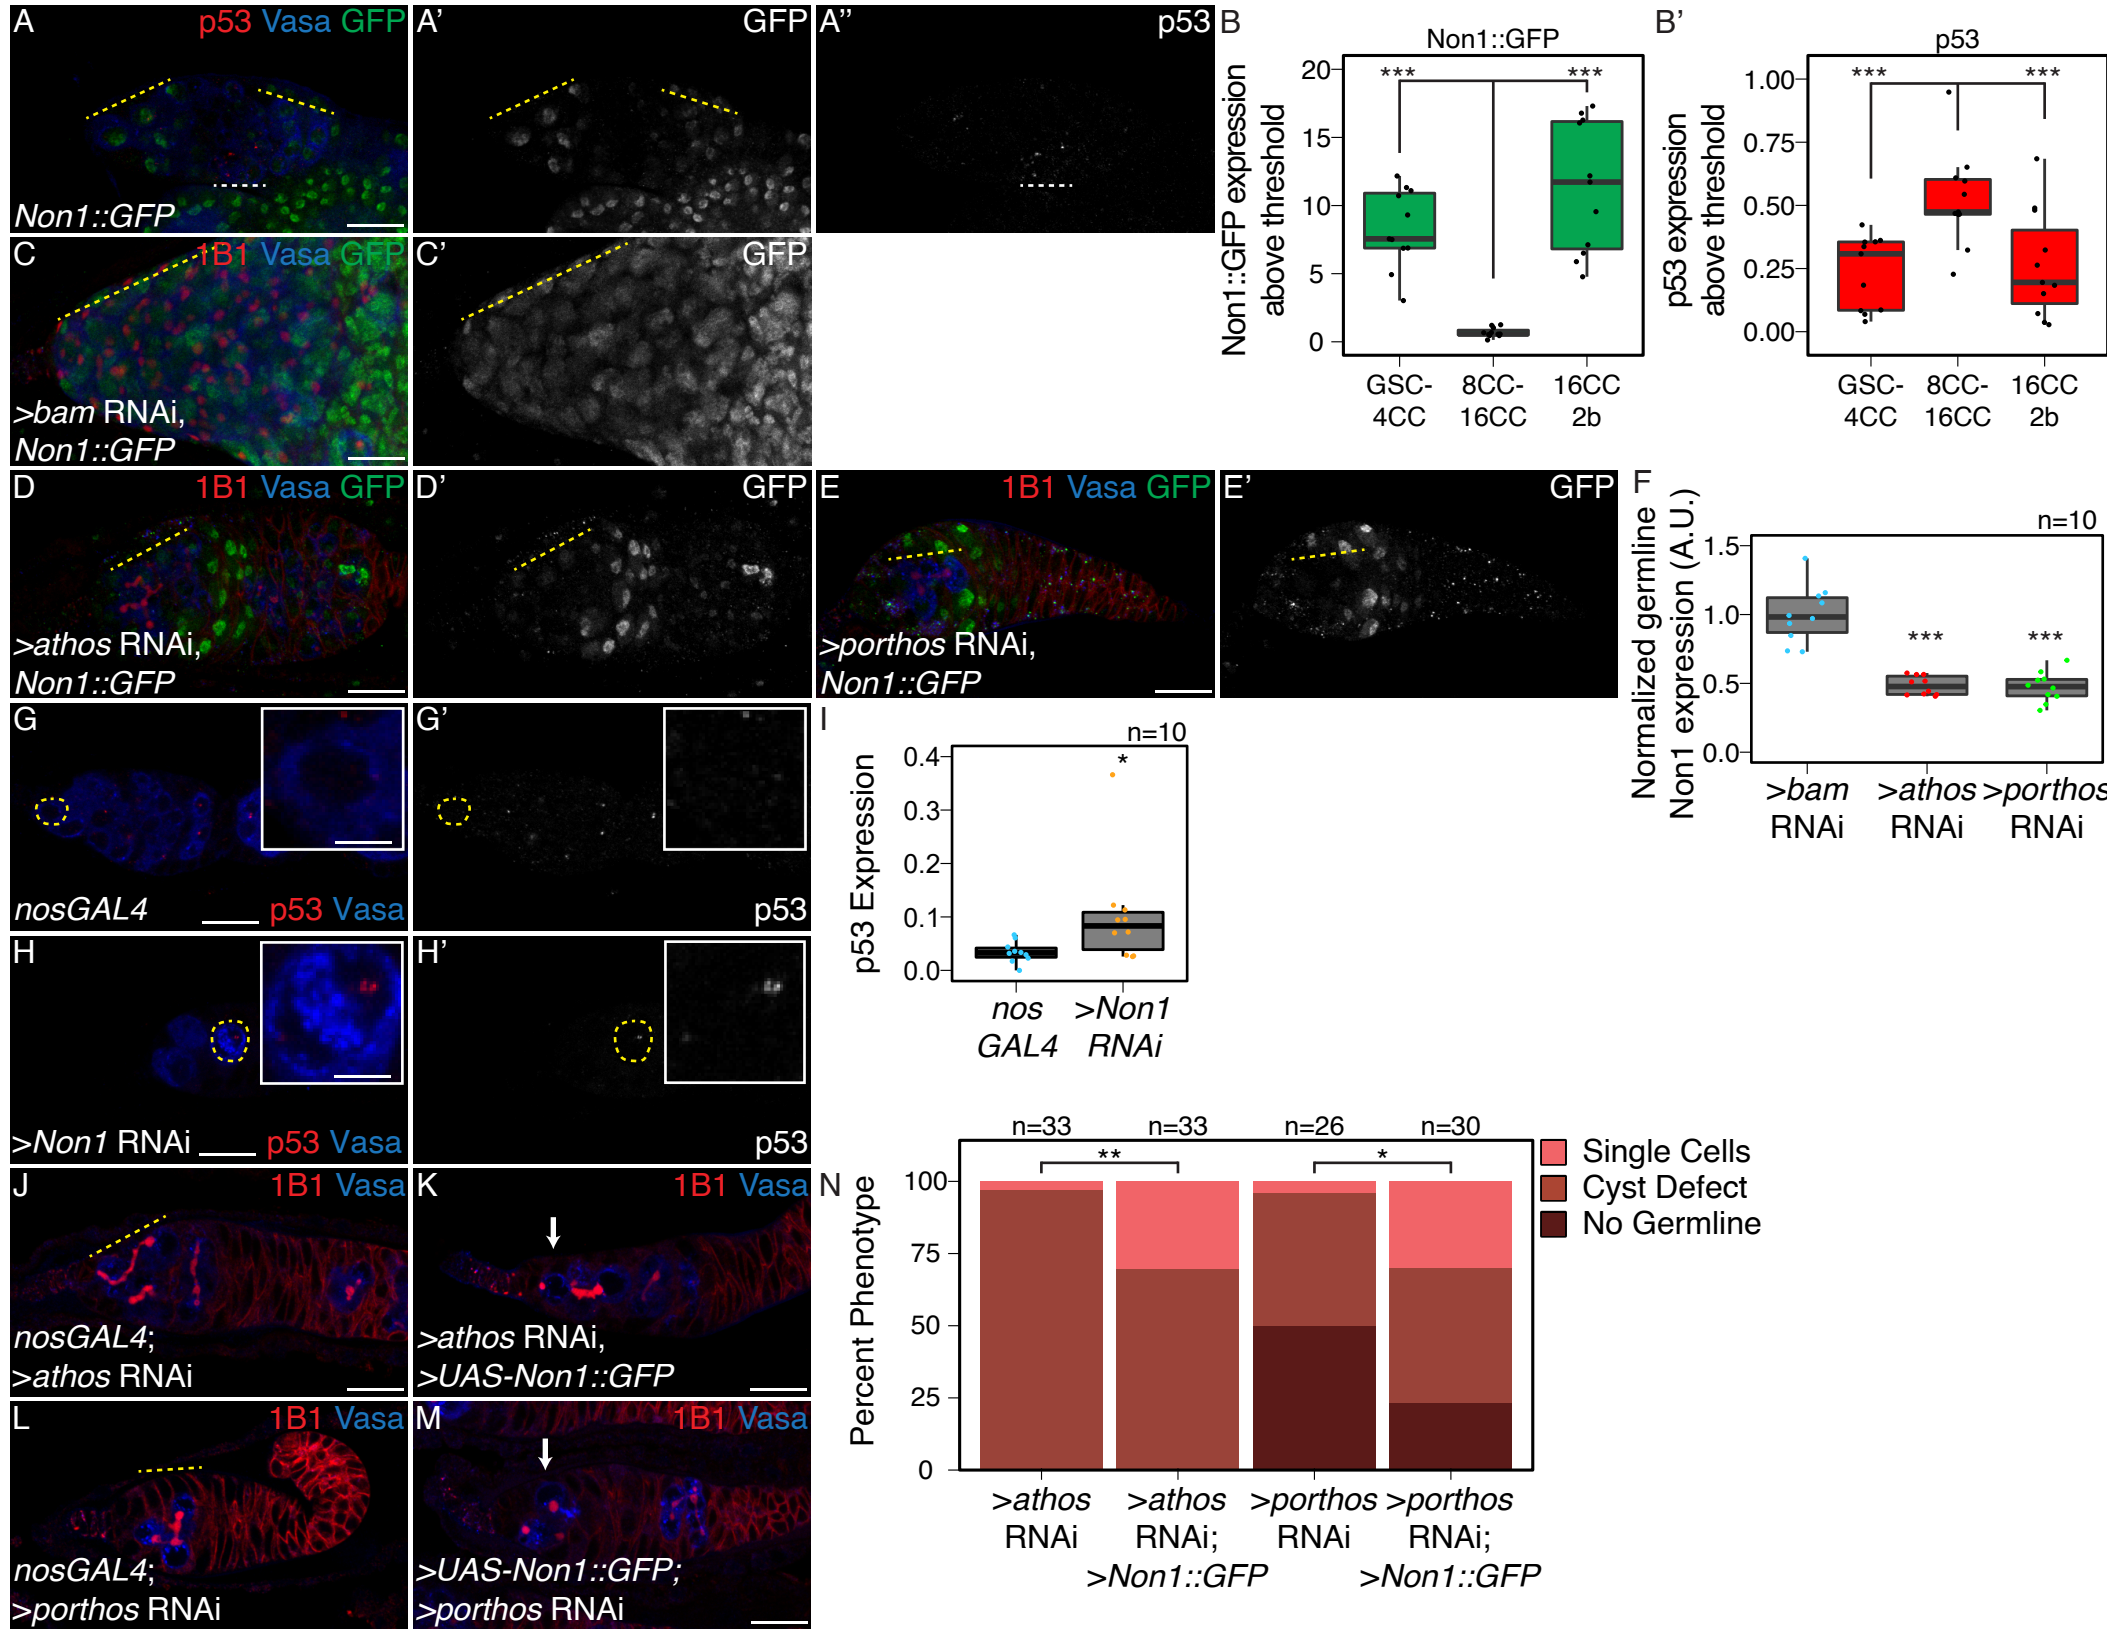 A
p53 Vasa GFP
Non1::GFP
A'
GFP
A''
p53
B
Non1::GFP
Non1::GFP expression
above threshold
20
15
10
5
0
***
***
GSC-
4CC
8CC-
16CC
16CC
2b
B'
p53
p53 expression
above threshold
1.00
0.75
0.50
0.25
0.00
***
***
GSC-
4CC
8CC-
16CC
16CC
2b
C
1B1 Vasa GFP
>bam RNAi,
Non1::GFP
C'
GFP
D
1B1 Vasa GFP
>athos RNAi,
Non1::GFP
D'
GFP
E
1B1 Vasa GFP
>porthos RNAi,
Non1::GFP
E'
GFP
F
n=10
Normalized germline
Non1 expression (A.U.)
1.5
1.0
0.5
0.0
***
***
>bam
RNAi
>athos
RNAi
>porthos
RNAi
G
nosGAL4
p53 Vasa
G'
p53
H
>Non1 RNAi
p53 Vasa
H'
p53
I
n=10
p53 Expression
0.4
0.3
0.2
0.1
0.0
*
nos
GAL4
>Non1
RNAi
J
1B1 Vasa
nosGAL4;
>athos RNAi
K
1B1 Vasa
>athos RNAi,
>UAS-Non1::GFP
L
1B1 Vasa
nosGAL4;
>porthos RNAi
M
1B1 Vasa
>UAS-Non1::GFP;
>porthos RNAi
N
n=33
n=33
n=26
n=30
**
*
Percent Phenotype
100
75
50
25
0
>athos
RNAi
>athos
RNAi;
>Non1::GFP
>porthos
RNAi
>porthos
RNAi;
>Non1::GFP
Single Cells
Cyst Defect
No Germline